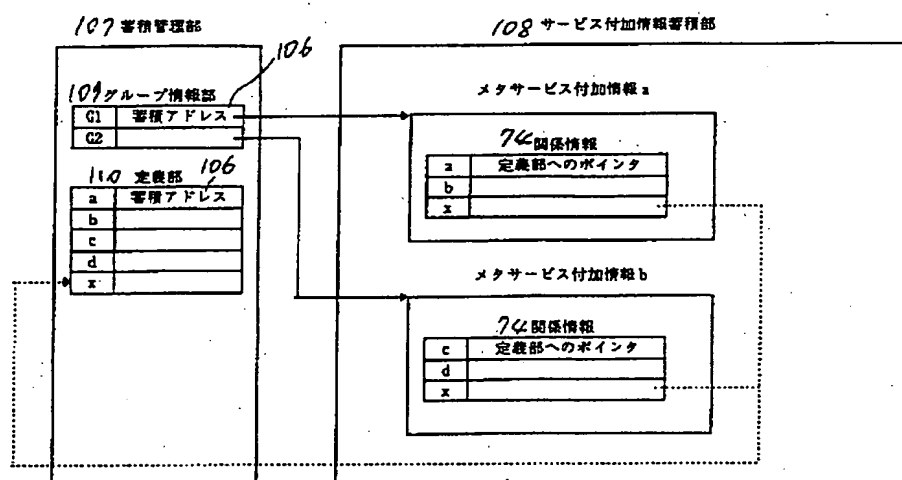 107 蓄積管理部
108 サービス付加情報蓄積部
106
109 グループ情報部
G1 蓄積アドレス
G2
110 定義部 106
a 蓄積アドレス
b
c
d
x
メタサービス付加情報a
74 関係情報
a 定義部へのポインタ
b
x
メタサービス付加情報b
74 関係情報
c 定義部へのポインタ
d
x